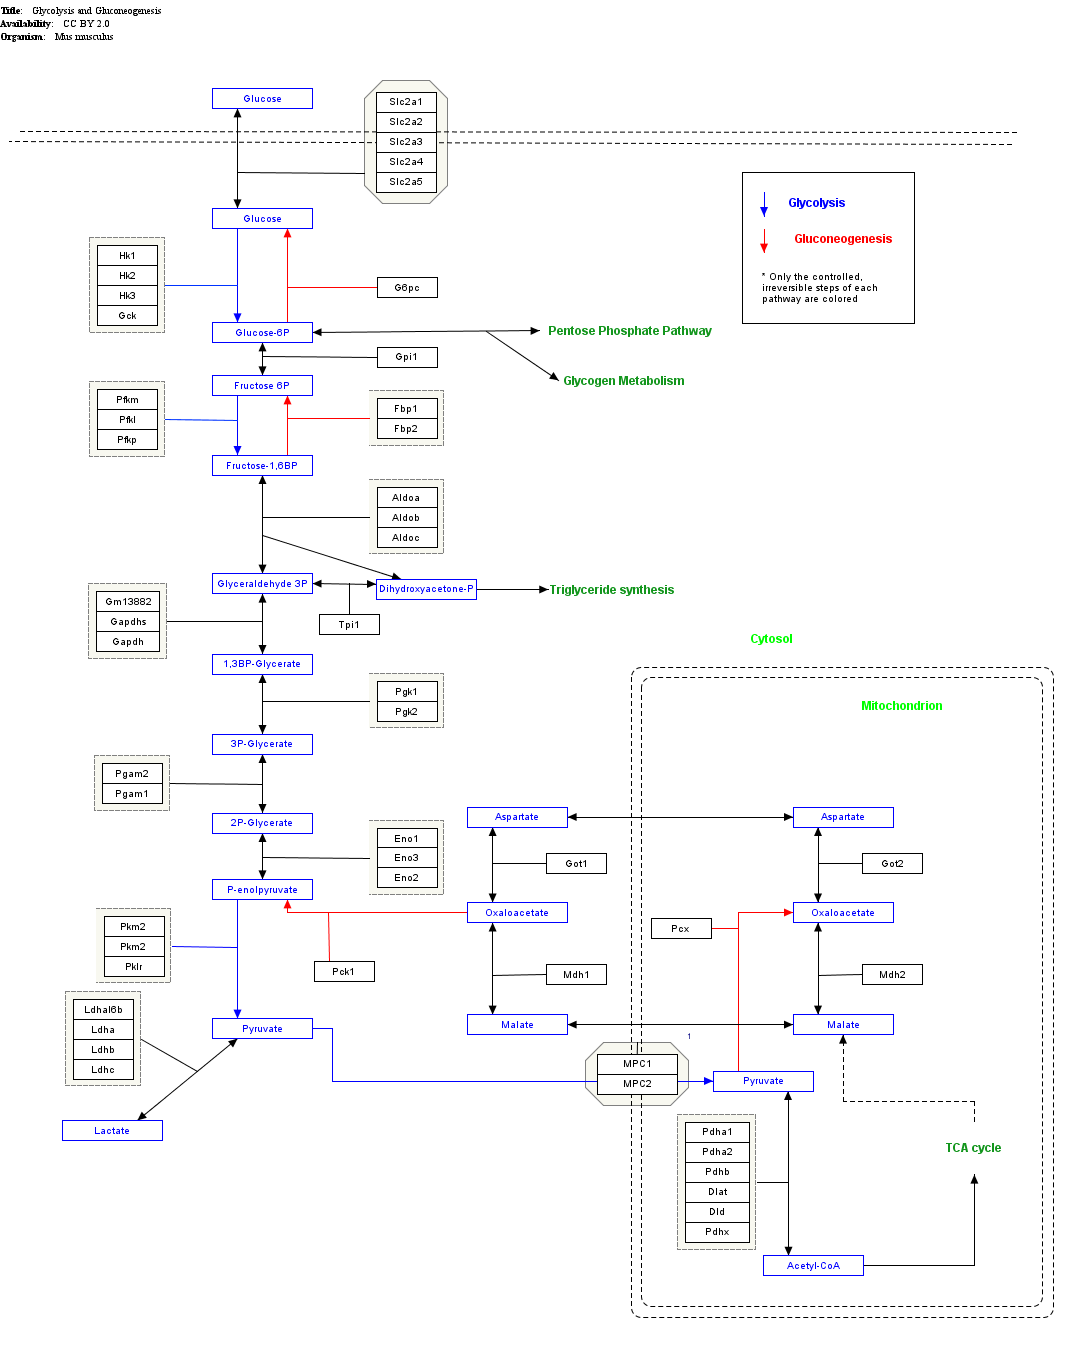 Title: Glycolysis and Gluconeogenesis
Availability: CC BY 2.0
Organism: Mus musculus
Glucose
Slc2a1
Slc2a2
Slc2a3
Slc2a4
Slc2a5
Glycolysis
Gluconeogenesis
* Only the controlled,
irreversible steps of each
pathway are colored
Glucose
Hk1
Hk2
Hk3
Gck
G6pc
Glucose-6P
Pentose Phosphate Pathway
Gpi1
Glycogen Metabolism
Fructose 6P
Pfkm
Pfkl
Pfkp
Fbp1
Fbp2
Fructose-1,6BP
Aldoa
Aldob
Aldoc
Glyceraldehyde 3P
Dihydroxyacetone-P
Triglyceride synthesis
Gm13882
Gapdhs
Gapdh
Tpi1
Cytosol
1,3BP-Glycerate
Pgk1
Pgk2
Mitochondrion
3P-Glycerate
Pgam2
Pgam1
2P-Glycerate
Aspartate
Aspartate
Eno1
Eno3
Eno2
Got1
Got2
P-enolpyruvate
Oxaloacetate
Oxaloacetate
Pkm2
Pkm2
Pklr
Pcx
Pck1
Mdh1
Mdh2
Ldhal6b
Ldha
Ldhb
Ldhc
Pyruvate
Malate
Malate
1
MPC1
MPC2
Pyruvate
Lactate
Pdha1
Pdha2
Pdhb
Dlat
Dld
Pdhx
TCA cycle
Acetyl-CoA